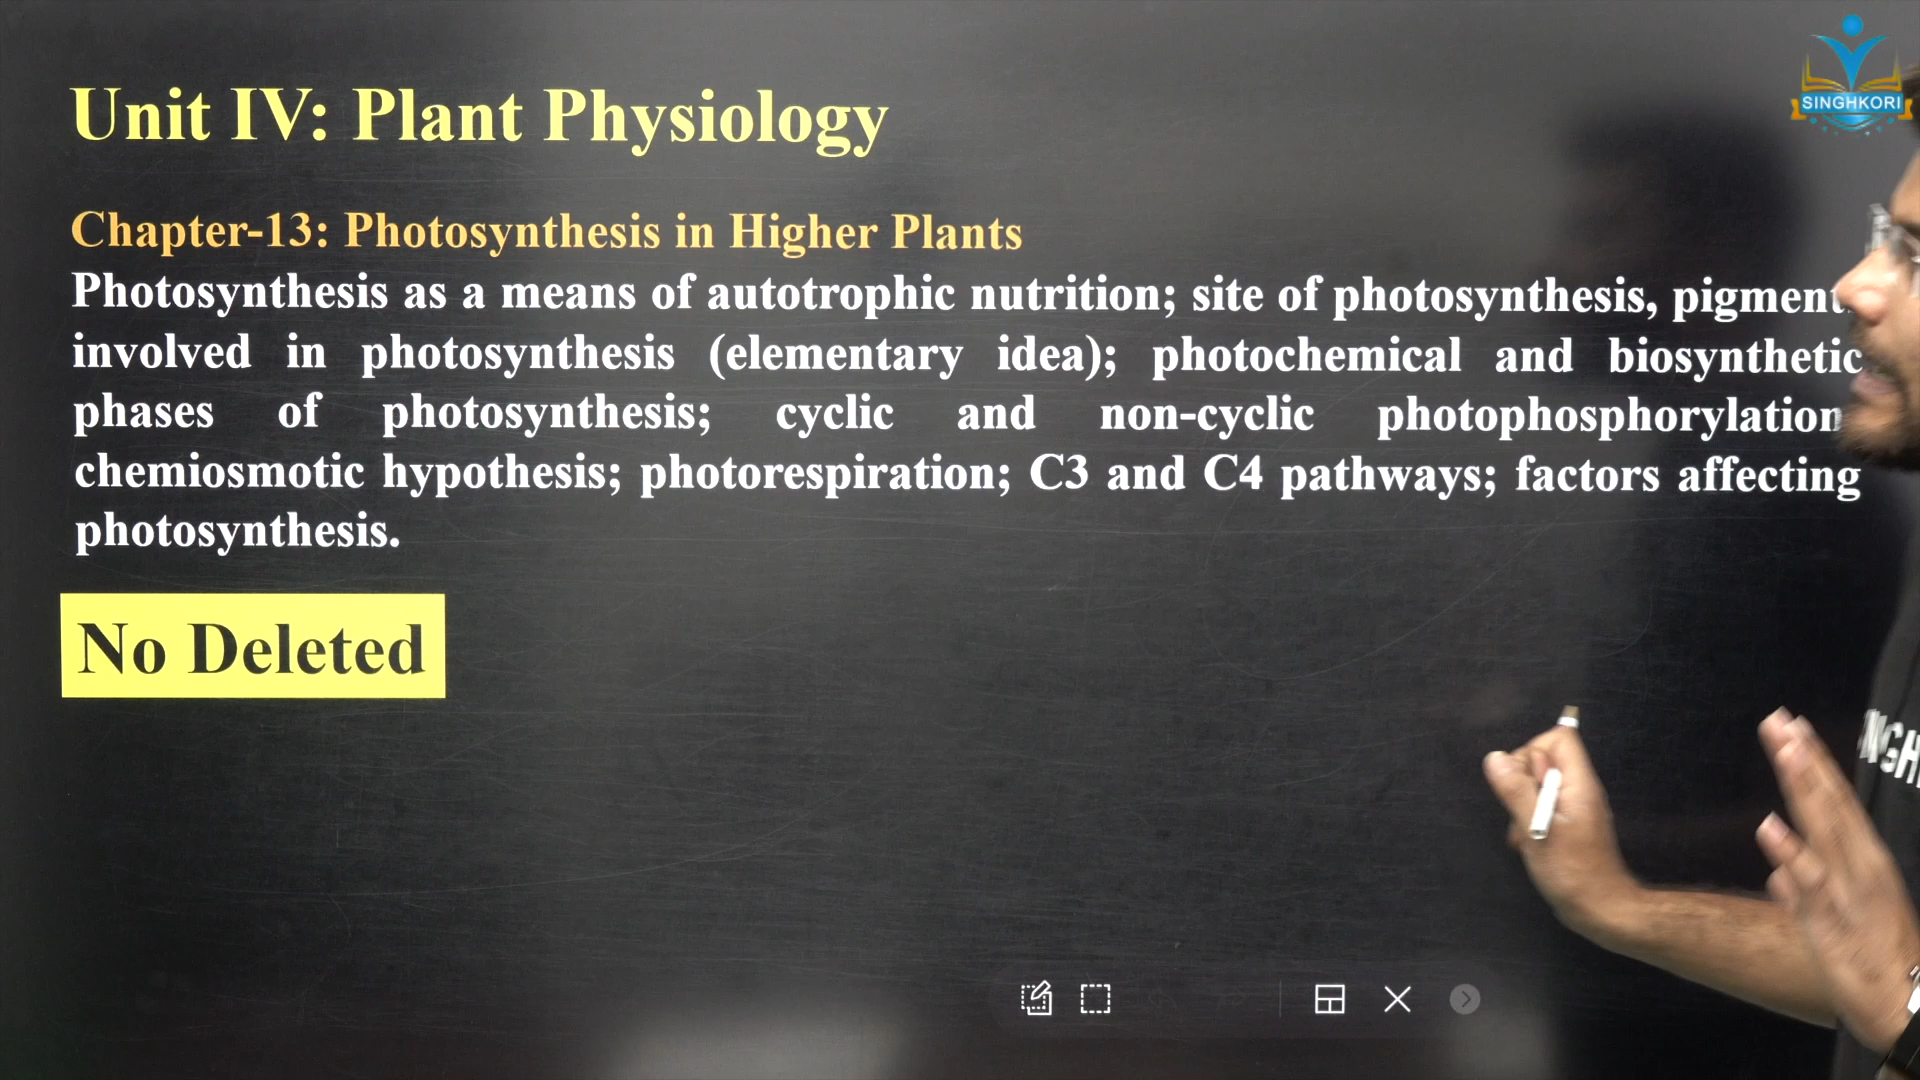 SINGHKORI
Unit IV: Plant Physiology
Chapter-13: Photosynthesis in Higher Plants
Photosynthesis as a means of autotrophic nutrition; site of photosynthesis,
involved in photosynthesis (elementary idea); photochemical and biosynthetic
phases of photosynthesis; cyclic and non-cyclic photophosphorylation
chemiosmotic hypothesis; photorespiration; C3 and C4 pathways; factors affecting
photosynthesis.
No Deleted